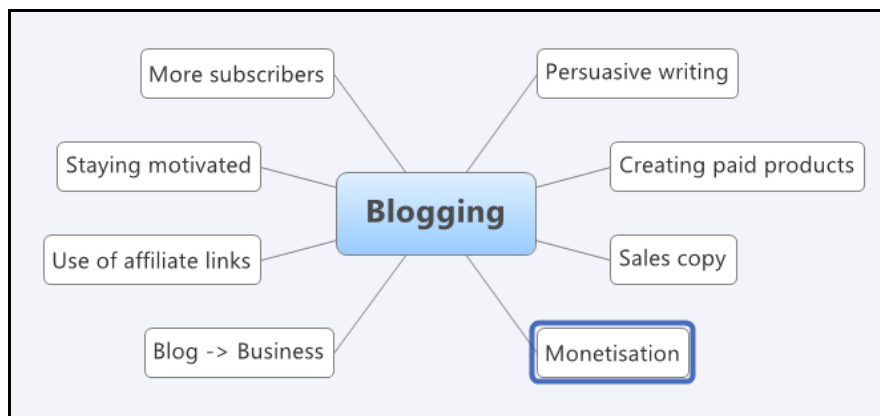 More subscribers
Persuasive writing
Staying motivated
Creating paid products
Blogging
Use of affiliate links
Sales copy
Blog -> Business
Monetisation